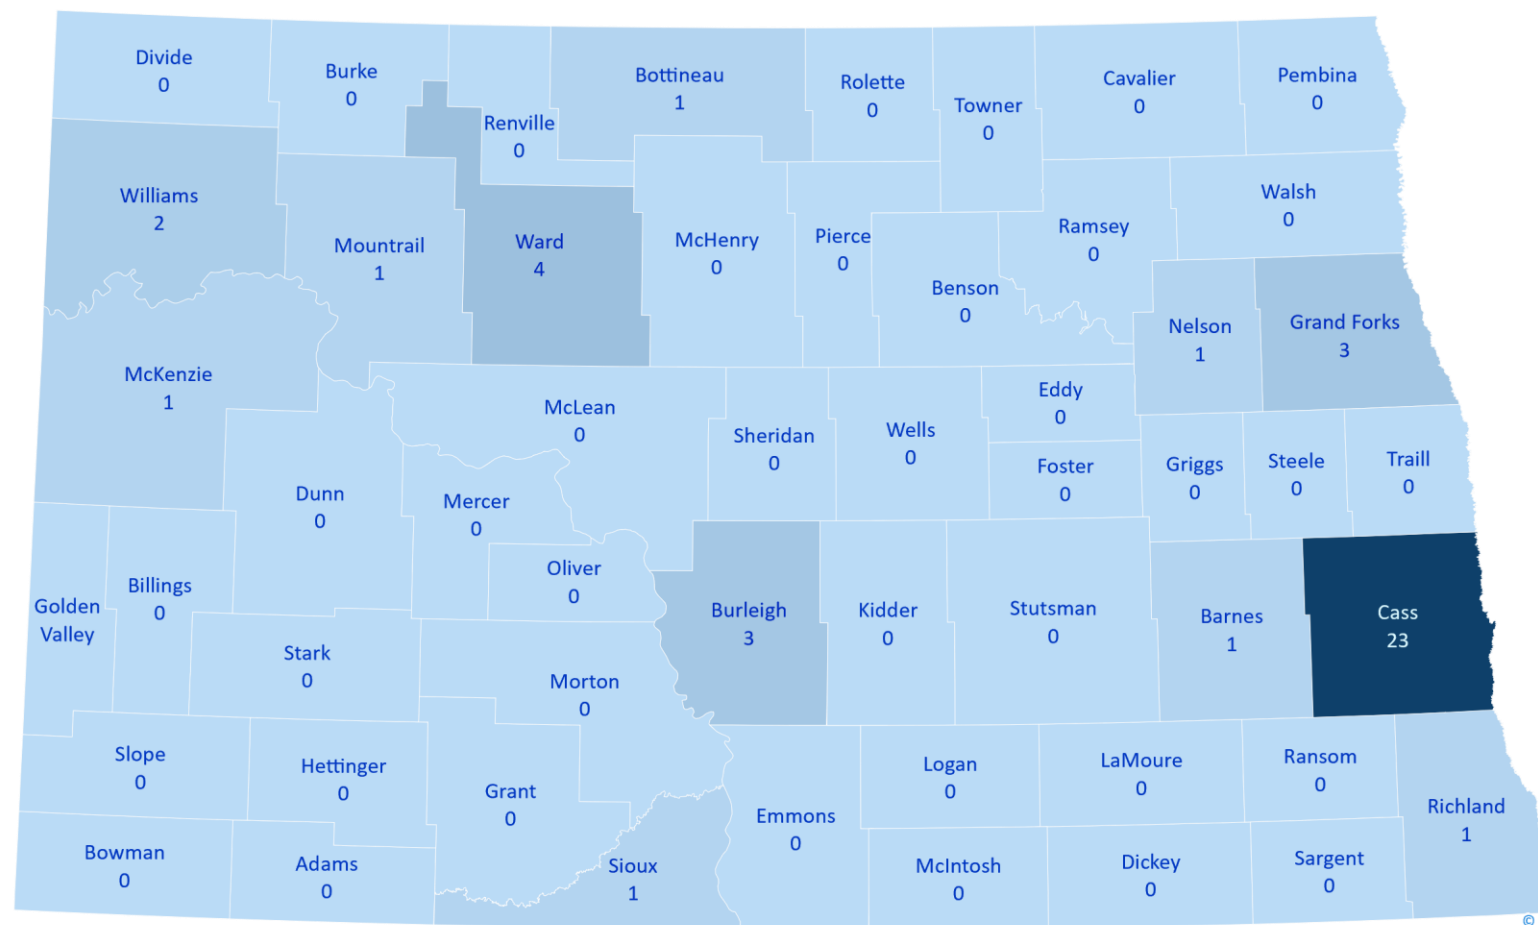 Divide
0
Burke
0
Renville
0
Bottineau
1
Rolette
0
Towner
0
Cavalier
0
Pembina
0
Williams
2
Mountrail
1
Ward
4
McHenry
0
Pierce
0
Benson
0
Ramsey
0
Walsh
0
Nelson
1
Grand Forks
3
McKenzie
1
McLean
0
Sheridan
0
Wells
0
Eddy
0
Foster
0
Griggs
0
Steele
0
Traill
0
Dunn
0
Mercer
0
Oliver
0
Golden
Valley
Billings
0
Stark
0
Morton
0
Burleigh
3
Kidder
0
Stutsman
0
Barnes
1
Cass
23
Slope
0
Hettinger
0
Grant
0
Emmons
0
Logan
0
LaMoure
0
Ransom
0
Richland
1
Bowman
0
Adams
0
Sioux
1
McIntosh
0
Dickey
0
Sargent
0
©